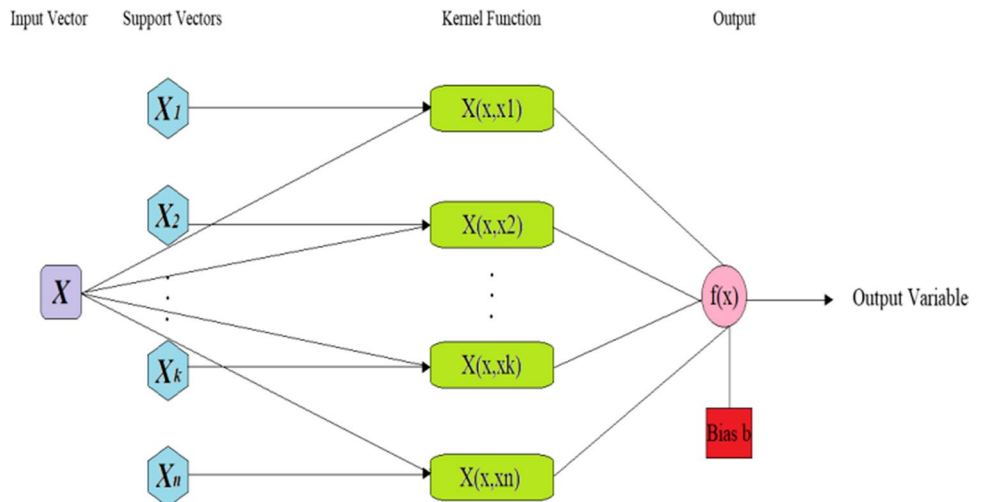 Input Vector Support Vectors Kernel Function Output
X1 X(x,x1)
X2 X(x,x2)
X f(x) Output Variable
Xk X(x,xk)
Bias b
Xn X(x,xn)